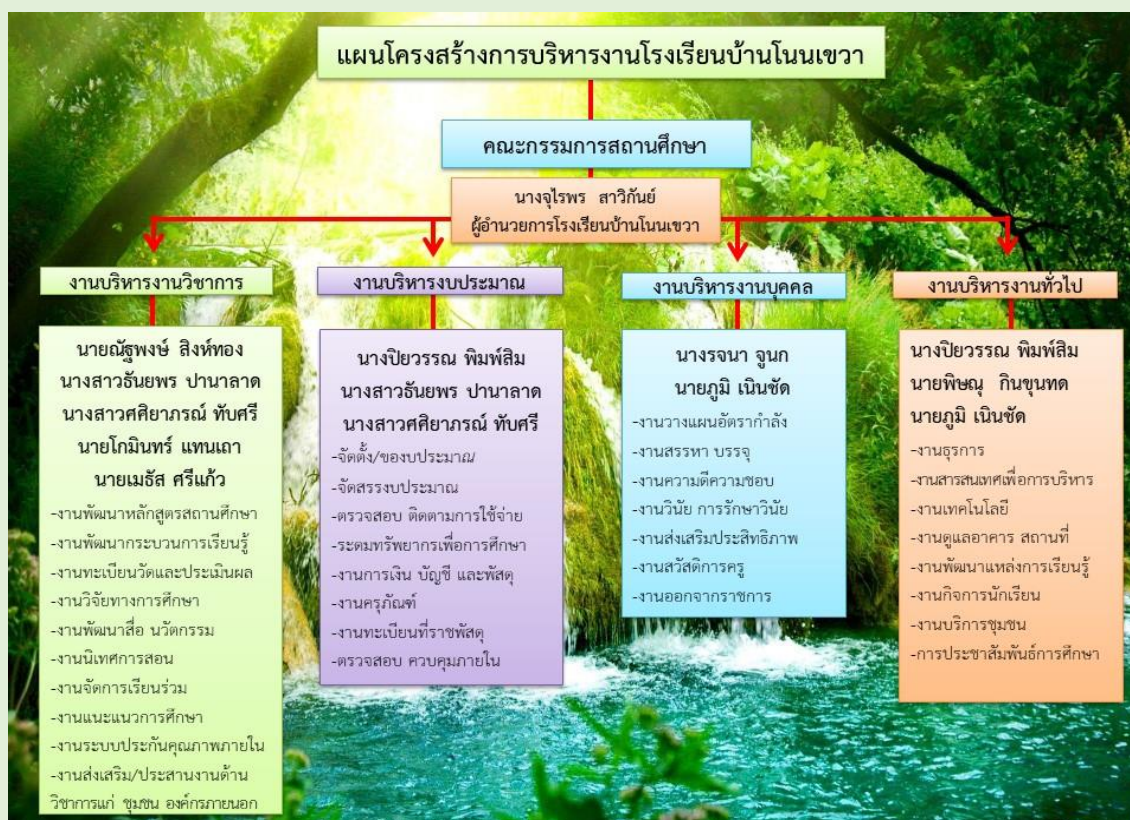 แผนโครงสร้างการบริหารงานโรงเรียนบ้านโนนเขวา
คณะกรรมการสถานศึกษา
นางจุไรพร สาวิกันย์
ผู้อำนวยการโรงเรียนบ้านโนนเขวา
งานบริหารงานวิชาการ
นายณัฐพงษ์ สิงห์ทอง
นางสาวธันยพร ปานาลาด
นางสาวศศิยาภรณ์ ทับศรี
นายโกมินทร์ แทนเถา
นายเมธัส ศรีแก้ว
-งานพัฒนาหลักสูตรสถานศึกษา
-งานพัฒนากระบวนการเรียนรู้
-งานทะเบียนวัดและประเมินผล
-งานวิจัยทางการศึกษา
-งานพัฒนาสื่อ นวัตกรรม
-งานนิเทศการสอน
-งานจัดการเรียนร่วม
-งานแนะแนวการศึกษา
-งานระบบประกันคุณภาพภายใน
-งานส่งเสริม/ประสานงานด้าน
วิชาการแก่ ชุมชน องค์กรภายนอก
งานบริหารงบประมาณ
นางปิยวรรณ พิมพ์สิม
นางสาวธันยพร ปานาลาด
นางสาวศศิยาภรณ์ ทับศรี
-จัดตั้ง/ของบประมาณ
-จัดสรรงบประมาณ
-ตรวจสอบ ติดตามการใช้จ่าย
-ระดมทรัพยากรเพื่อการศึกษา
-งานการเงิน บัญชี และพัสดุ
-งานครุภัณฑ์
-งานทะเบียนที่ราชพัสดุ
-ตรวจสอบ ควบคุมภายใน
งานบริหารงานบุคคล
นางรจนา จูนก
นายภูมิ เนินชัด
-งานวางแผนอัตรากำลัง
-งานสรรหา บรรจุ
-งานความดีความชอบ
-งานวินัย การรักษาวินัย
-งานส่งเสริมประสิทธิภาพ
-งานสวัสดิการครู
-งานออกจากราชการ
งานบริหารงานทั่วไป
นางปิยวรรณ พิมพ์สิม
นายพิษณุ กินขุนทด
นายภูมิ เนินชัด
-งานธุรการ
-งานสารสนเทศเพื่อการบริหาร
-งานเทคโนโลยี
-งานดูแลอาคาร สถานที่
-งานพัฒนาแหล่งการเรียนรู้
-งานกิจการนักเรียน
-งานบริการชุมชน
-การประชาสัมพันธ์การศึกษา